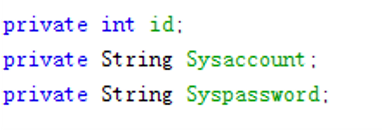 private int id;
private String Sysaccount;
private String Syspassword;